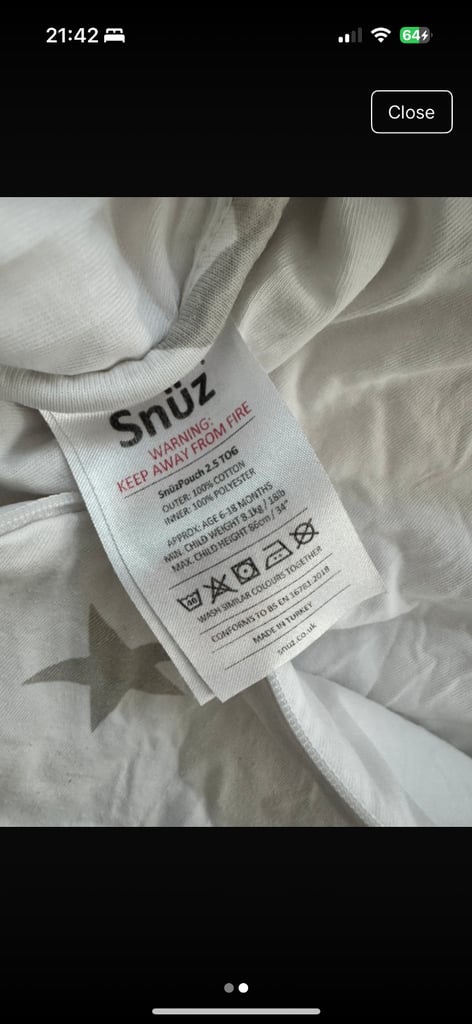 21:42
64
Close
Snüz
WARNING:
KEEP AWAY FROM FIRE
SnüzPouch 2.5 TOG
OUTER: 100% COTTON
INNER: 100% POLYESTER
APPROX: AGE 6-18 MONTHS
MIN. CHILD WEIGHT 8.1kg / 18lb
MAX. CHILD HEIGHT 86cm / 34"
40
WASH SIMILAR COLOURS TOGETHER
CONFORMS TO BS EN 16781:2018
MADE IN TURKEY
snuz.co.uk